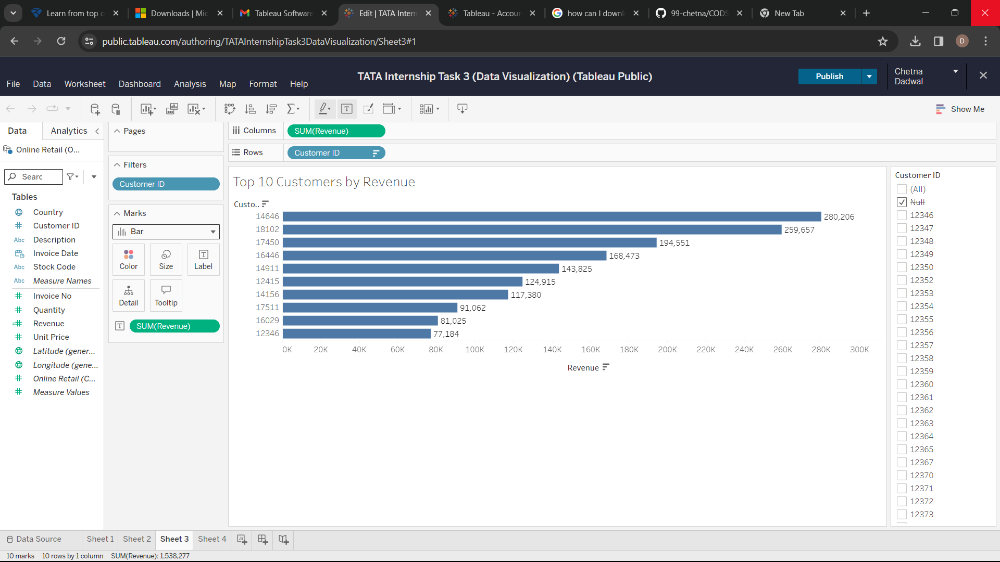 Learn from top c
Downloads | Mic
Tableau Software
Edit | TATA Intern
Tableau - Accoun
how can I downl
99-chetna/CODS
New Tab
public.tableau.com/authoring/TATAInternshipTask3DataVisualization/Sheet3#1
D
TATA Internship Task 3 (Data Visualization) (Tableau Public)
Publish
Chetna
Dadwal
File Data Worksheet Dashboard Analysis Map Format Help
Show Me
Data
Analytics
Online Retail (O...
Searc
Tables
Country
Customer ID
Abc Description
Invoice Date
Abc Stock Code
Abc Measure Names
Invoice No
Quantity
Revenue
Unit Price
Latitude (gener...
Longitude (gene...
Online Retail (C...
Measure Values
Pages
Filters
Customer ID
Marks
Bar
Color Size Label
Detail Tooltip
SUM(Revenue)
Columns SUM(Revenue)
Rows Customer ID
Top 10 Customers by Revenue
Custo..
14646 280,206
18102 259,657
17450 194,551
16446 168,473
14911 143,825
12415 124,915
14156 117,380
17511 91,062
16029 81,025
12346 77,184
0K 20K 40K 60K 80K 100K 120K 140K 160K 180K 200K 220K 240K 260K 280K 300K
Revenue
Customer ID
(All)
Null
12346
12347
12348
12349
12350
12352
12353
12354
12355
12356
12357
12358
12359
12360
12361
12362
12363
12364
12365
12367
12370
12371
12372
12373
Data Source Sheet 1 Sheet 2 Sheet 3 Sheet 4
10 marks 10 rows by 1 column SUM(Revenue): 1,538,277